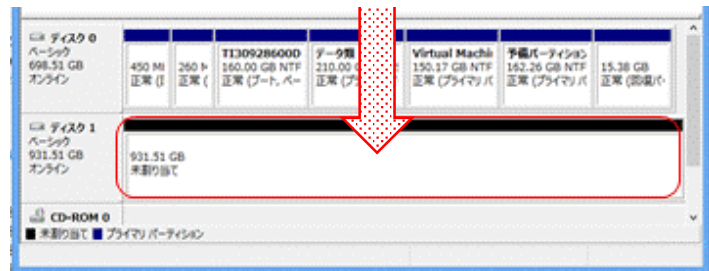 ディスク 0
ベーシック
698.51 GB
オンライン
450 MI
正常 (I
260 M
正常 (
TI30928600D
160.00 GB NTF
正常 (ブート, ペー
データ類
210.00
正常 (プ
Virtual Machi
150.17 GB NTF
正常 (プライマリ パ
予備パーティション
162.26 GB NTF
正常 (プライマリ パ
15.38 GB
正常 (回復パ
ディスク 1
ベーシック
931.51 GB
オンライン
931.51 GB
未割り当て
CD-ROM 0
未割り当て プライマリ パーティション